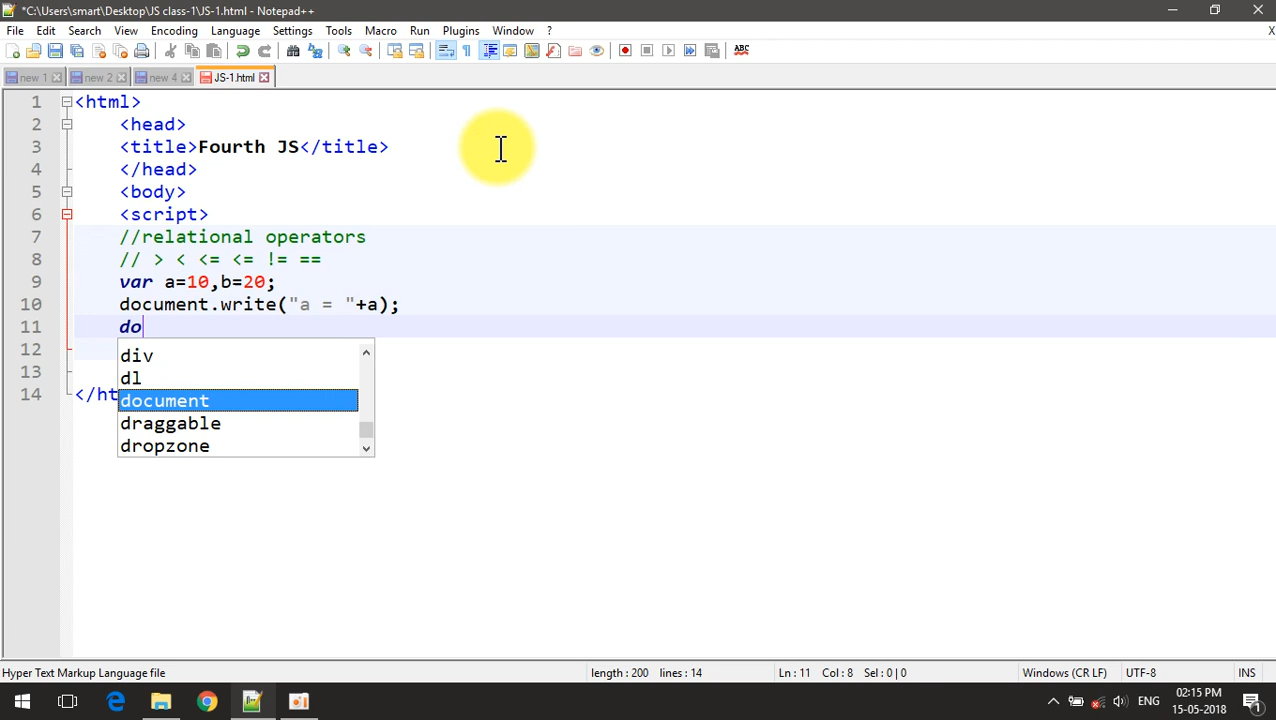 *C:\Users\smart\Desktop\JS class-1\JS-1.html - Notepad++
File Edit Search View Encoding Language Settings Tools Macro Run Plugins Window ?
ABC
new 1 new 2 new 4 JS-1.html
1 <html>
2 <head>
3 <title>Fourth JS</title>
4 </head>
5 <body>
6 <script>
7 //relational operators
8 // > < <= <= != ==
9 var a=10,b=20;
10 document.write("a = "+a);
11 do
12
div
13
dl
14 </ht
document
draggable
dropzone
Hyper Text Markup Language file length : 200 lines : 14 Ln : 11 Col : 8 Sel : 0 | 0 Windows (CR LF) UTF-8 INS
ENG 02:15 PM
15-05-2018
1